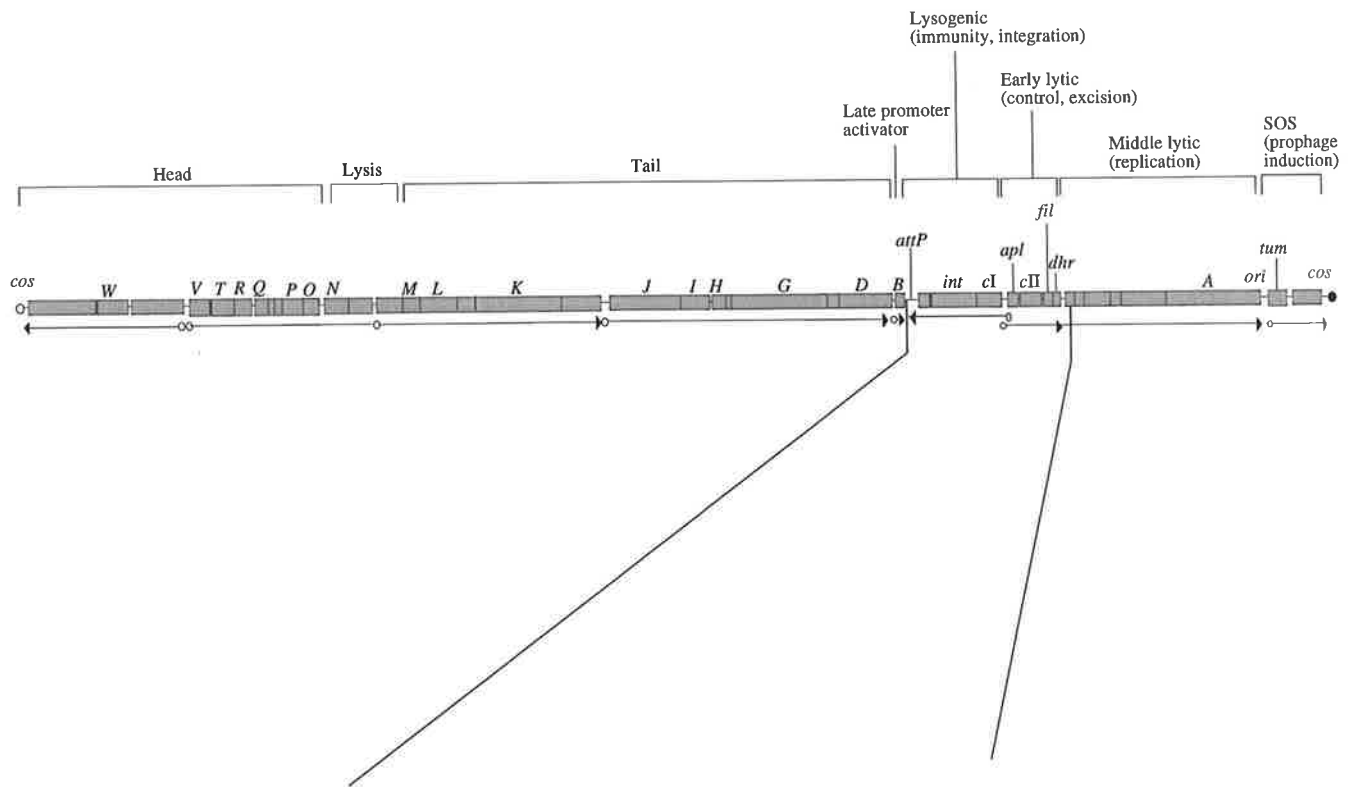 Lysogenic
(immunity, integration)
Early lytic
(control, excision)
Late promoter
activator
SOS
(prophage
induction)
Middle lytic
(replication)
Head
Lysis
Tail
fil
attP
apl
tum
cos
W
V
T
R
Q
P
O
N
M
L
K
J
I
H
G
D
B
int
cI
cII
dhr
A
ori
cos